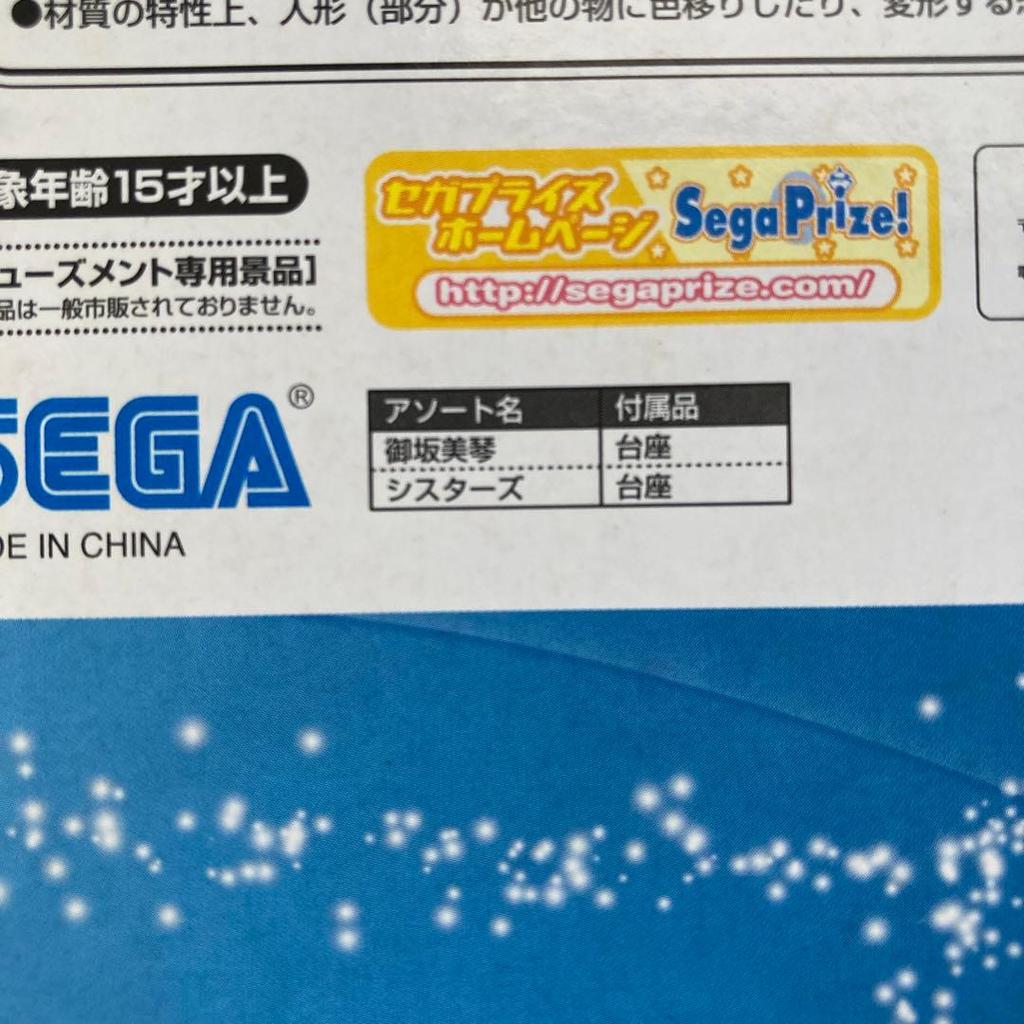 ●材質の特性上、人形（部分）が他の物に色移りしたり、変形する
象年齢15才以上
ューズメント専用景品］
品は一般市販されておりません。
セガプライズ
ホームページ
Sega Prize!
http://segaprize.com/
SEGA®
DE IN CHINA
アソート名 付属品
御坂美琴 台座
シスターズ 台座